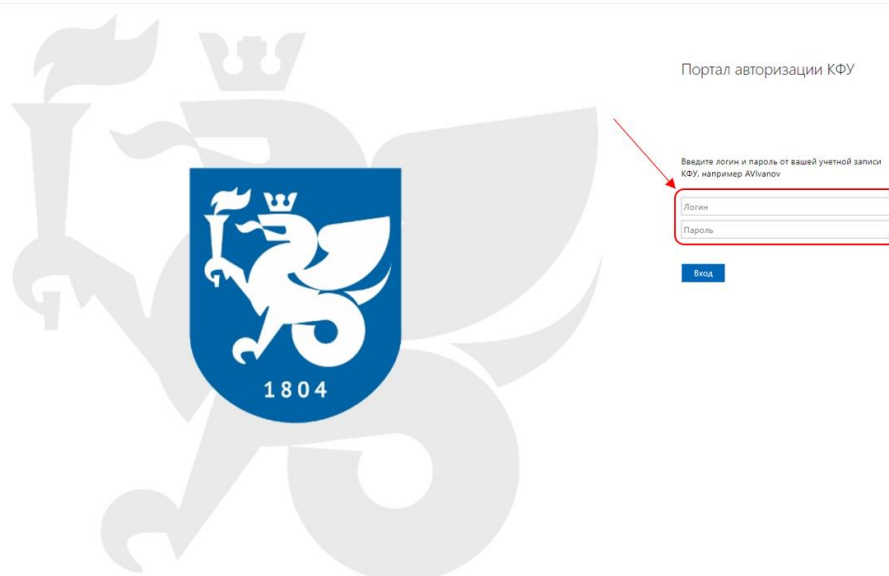 Портал авторизации КФУ
Введите логин и пароль от вашей учетной записи
КФУ, например AVIvanov
Логин
Пароль
Вход
1804